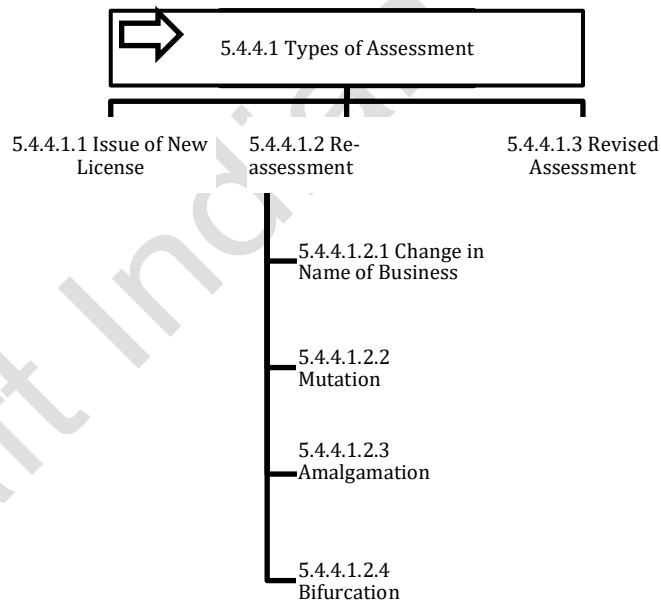 5.4.4.1 Types of Assessment
5.4.4.1.1 Issue of New
License
5.4.4.1.2 Re-
assessment
5.4.4.1.3 Revised
Assessment
5.4.4.1.2.1 Change in
Name of Business
5.4.4.1.2.2
Mutation
5.4.4.1.2.3
Amalgamation
5.4.4.1.2.4
Bifurcation